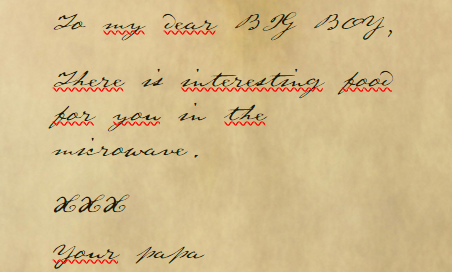 To my dear BIG BOY,
There is interesting food
for you in the
microwave.
XXX
Your papa